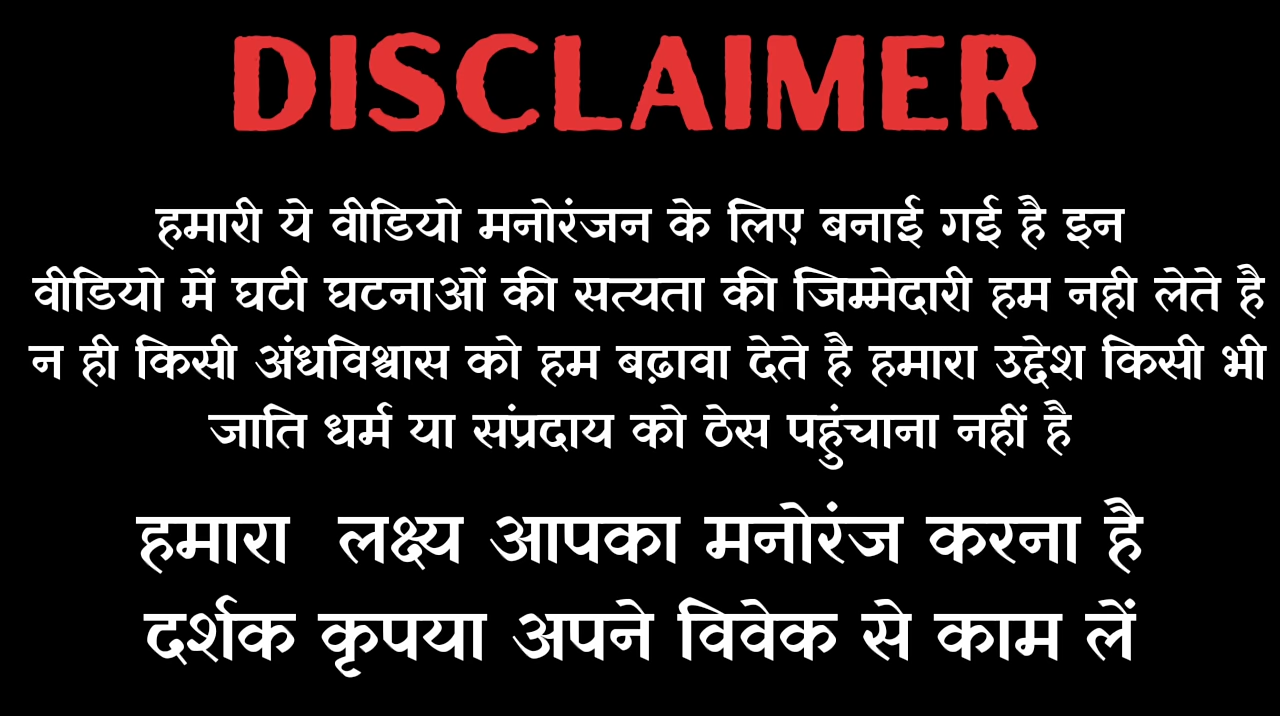 DISCLAIMER
हमारी ये वीडियो मनोरंजन के लिए बनाई गई है इन
वीडियो में घटी घटनाओं की सत्यता की जिम्मेदारी हम नही लेते है
न ही किसी अंधविश्वास को हम बढ़ावा देते है हमारा उद्देश किसी भी
जाति धर्म या संप्रदाय को ठेस पहुंचाना नहीं है
हमारा लक्ष्य आपका मनोरंज करना है
दर्शक कृपया अपने विवेक से काम लें